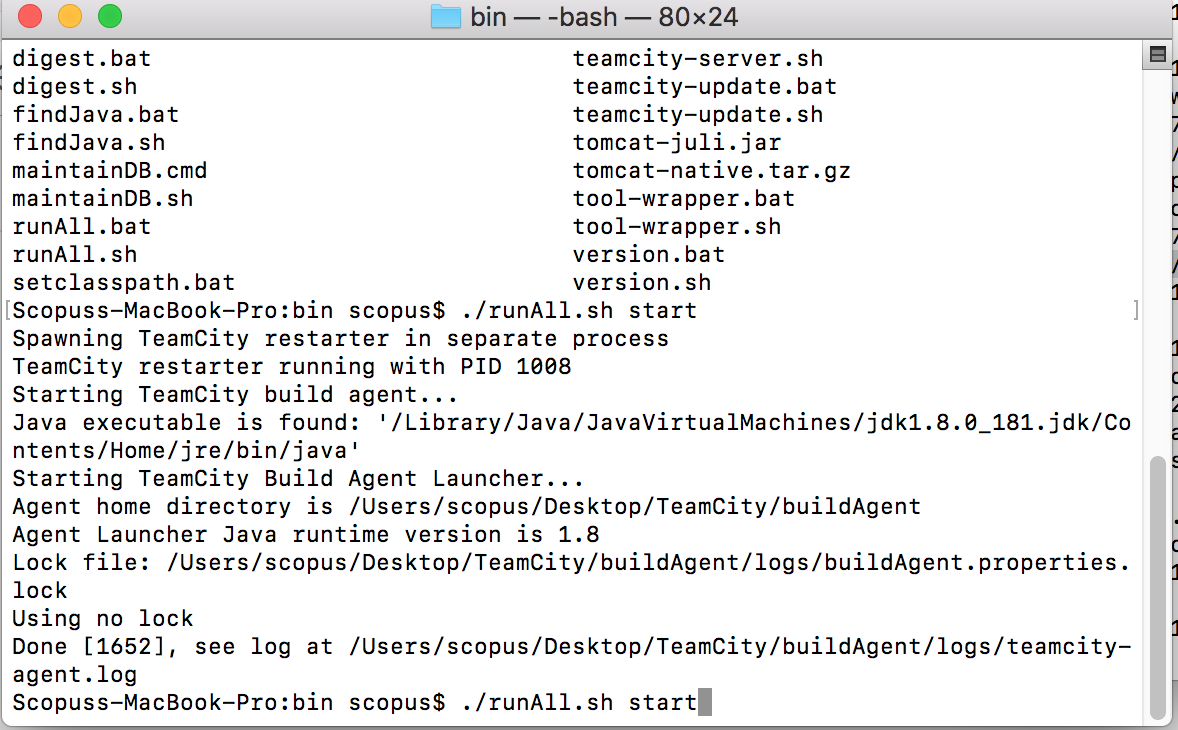 bin — -bash — 80×24
digest.bat teamcity-server.sh
digest.sh teamcity-update.bat
findJava.bat teamcity-update.sh
findJava.sh tomcat-juli.jar
maintainDB.cmd tomcat-native.tar.gz
maintainDB.sh tool-wrapper.bat
runAll.bat tool-wrapper.sh
runAll.sh version.bat
setclasspath.bat version.sh
[Scopuss-MacBook-Pro:bin scopus$ ./runAll.sh start ]
Spawning TeamCity restarter in separate process
TeamCity restarter running with PID 1008
Starting TeamCity build agent...
Java executable is found: '/Library/Java/JavaVirtualMachines/jdk1.8.0_181.jdk/Co
ntents/Home/jre/bin/java'
Starting TeamCity Build Agent Launcher...
Agent home directory is /Users/scopus/Desktop/TeamCity/buildAgent
Agent Launcher Java runtime version is 1.8
Lock file: /Users/scopus/Desktop/TeamCity/buildAgent/logs/buildAgent.properties.
lock
Using no lock
Done [1652], see log at /Users/scopus/Desktop/TeamCity/buildAgent/logs/teamcity-
agent.log
Scopuss-MacBook-Pro:bin scopus$ ./runAll.sh start